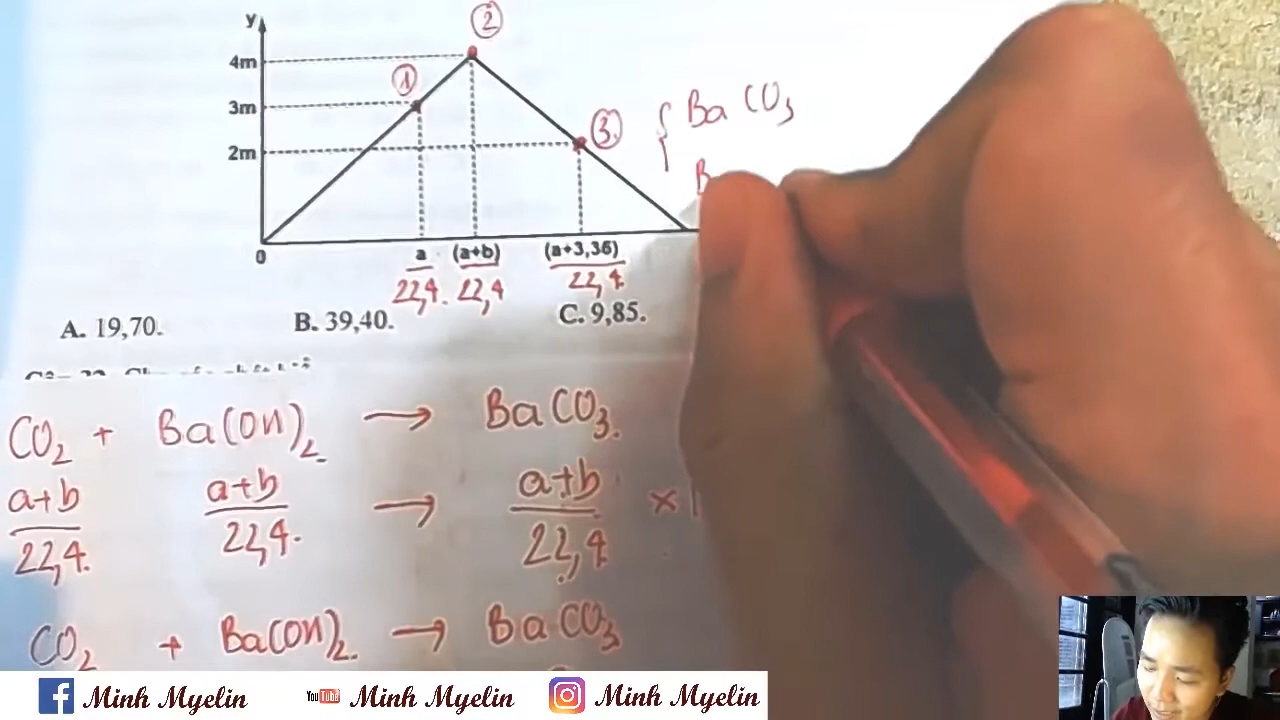 y
②
4m
①
3m
③.
{ BaCO3
2m
B
0
a (a+b) (a+3,36)
22,4. 22,4 22,4.
A. 19,70. B. 39,40. C. 9,85.
CO2 + Ba(OH)2 → BaCO3.
a+b a+b → a+b ×
22,4. 22,4. 22,4
CO2 + Ba(OH)2. → BaCO3
Minh Myelin YouTube Minh Myelin Minh Myelin